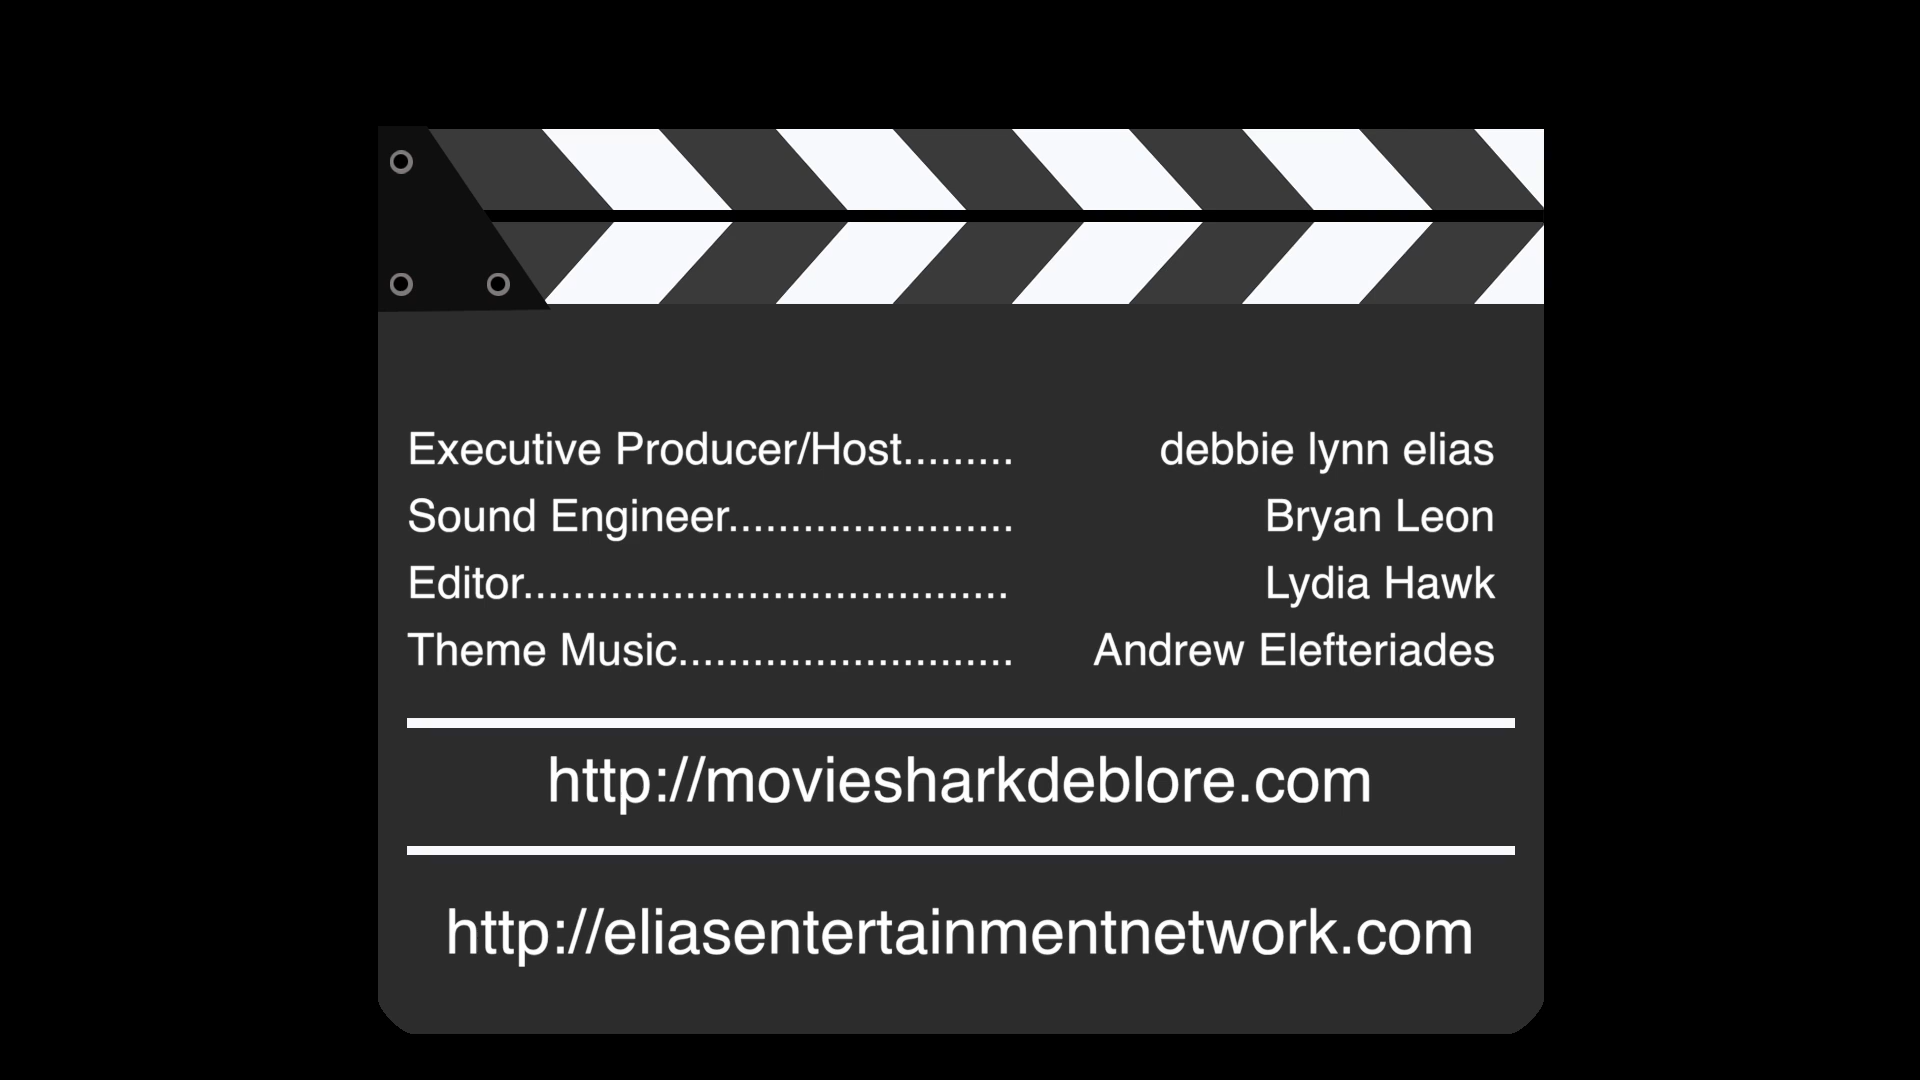 Executive Producer/Host......... debbie lynn elias
Sound Engineer....................... Bryan Leon
Editor....................................... Lydia Hawk
Theme Music........................... Andrew Elefteriades
http://moviesharkdeblore.com
http://eliasentertainmentnetwork.com